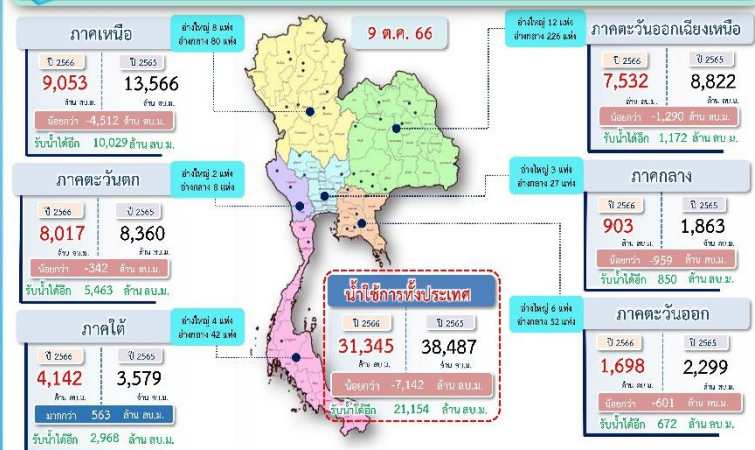 ภาคเหนือ
ปี 2566 ปี 2565
9,053 13,566
ล้าน ลบ.ม. ล้าน ลบ.ม.
น้อยกว่า -4,512 ล้าน ลบ.ม.
รับน้ำได้อีก 10,029 ล้าน ลบ.ม.
อ่างใหญ่ 8 แห่ง
อ่างกลาง 80 แห่ง
9 ต.ค. 66
อ่างใหญ่ 12 แห่ง
อ่างกลาง 226 แห่ง
ภาคตะวันออกเฉียงเหนือ
ปี 2566 ปี 2565
7,532 8,822
ล้าน ลบ.ม. ล้าน ลบ.ม.
น้อยกว่า -1,290 ล้าน ลบ.ม.
รับน้ำได้อีก 1,172 ล้าน ลบ.ม.
ภาคตะวันตก
ปี 2566 ปี 2565
8,017 8,360
ล้าน ลบ.ม. ล้าน ลบ.ม.
น้อยกว่า -342 ล้าน ลบ.ม.
รับน้ำได้อีก 5,463 ล้าน ลบ.ม.
อ่างใหญ่ 2 แห่ง
อ่างกลาง 8 แห่ง
อ่างใหญ่ 3 แห่ง
อ่างกลาง 27 แห่ง
ภาคกลาง
ปี 2566 ปี 2565
903 1,863
ล้าน ลบ.ม. ล้าน ลบ.ม.
น้อยกว่า -959 ล้าน ลบ.ม.
รับน้ำได้อีก 850 ล้าน ลบ.ม.
ภาคใต้
ปี 2566 ปี 2565
4,142 3,579
ล้าน ลบ.ม. ล้าน ลบ.ม.
มากกว่า 563 ล้าน ลบ.ม.
รับน้ำได้อีก 2,968 ล้าน ลบ.ม.
อ่างใหญ่ 4 แห่ง
อ่างกลาง 42 แห่ง
น้ำใช้การทั้งประเทศ
ปี 2566 ปี 2565
31,345 38,487
ล้าน ลบ.ม. ล้าน ลบ.ม.
น้อยกว่า -7,142 ล้าน ลบ.ม.
รับน้ำได้อีก 21,154 ล้าน ลบ.ม.
อ่างใหญ่ 6 แห่ง
อ่างกลาง 52 แห่ง
ภาคตะวันออก
ปี 2566 ปี 2565
1,698 2,299
ล้าน ลบ.ม. ล้าน ลบ.ม.
น้อยกว่า -601 ล้าน ลบ.ม.
รับน้ำได้อีก 672 ล้าน ลบ.ม.